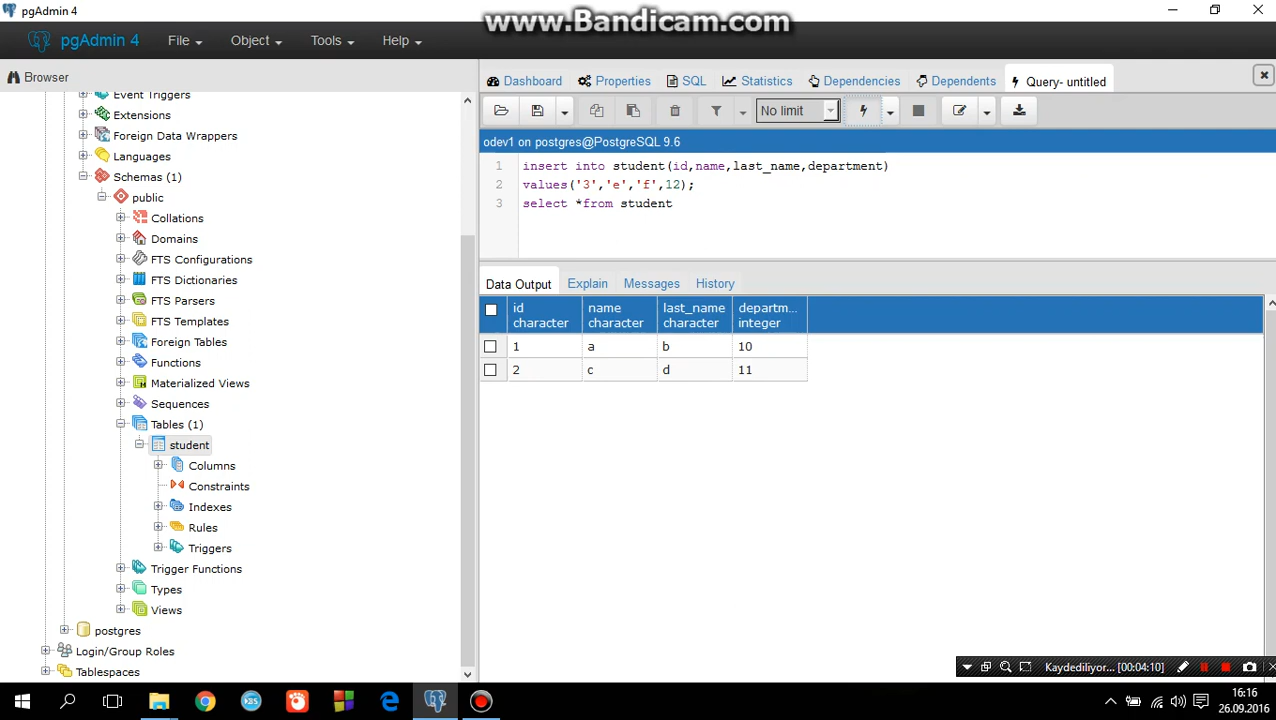 www.Bandicam.com
pgAdmin 4
pgAdmin 4 File Object Tools Help
Browser
Event Triggers
Extensions
Foreign Data Wrappers
Languages
Schemas (1)
public
Collations
Domains
FTS Configurations
FTS Dictionaries
FTS Parsers
FTS Templates
Foreign Tables
Functions
Materialized Views
Sequences
Tables (1)
student
Columns
Constraints
Indexes
Rules
Triggers
Trigger Functions
Types
Views
postgres
Login/Group Roles
Tablespaces
Dashboard Properties SQL Statistics Dependencies Dependents Query- untitled
No limit
odev1 on postgres@PostgreSQL 9.6
1 insert into student(id,name,last_name,department)
2 values('3','e','f',12);
3 select *from student
Data Output Explain Messages History
id name last_name departm...
character character character integer
1 a b 10
2 c d 11
Kaydediliyor... [00:04:10]
16:16
26.09.2016